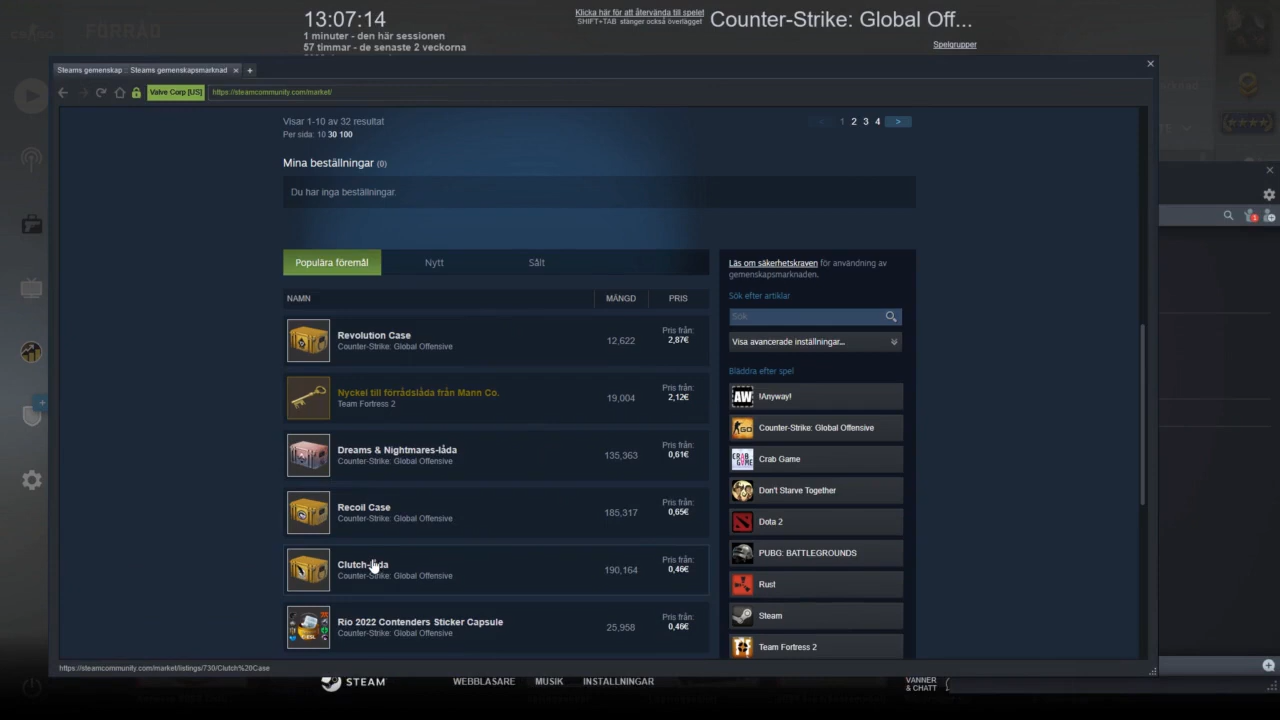 13:07:14
1 minuter - den här sessionen
57 timmar - de senaste 2 veckorna
Klicka här för att återvända till spelet
SHIFT+TAB stänger också överlägget
Counter-Strike: Global Off...
Spelgrupper
FÖRRÅD
Steams gemenskap :: Steams gemenskapsmarknad
Valve Corp [US]
https://steamcommunity.com/market/
Visar 1-10 av 32 resultat
Per sida: 10 30 100
< 1 2 3 4 >
Mina beställningar (0)
Du har inga beställningar.
Populära föremål
Nytt
Sålt
NAMN
MÄNGD
PRIS
Revolution Case
Counter-Strike: Global Offensive
12,622
Pris från:
2,87€
Nyckel till förrådslåda från Mann Co.
Team Fortress 2
19,004
Pris från:
2,12€
Dreams & Nightmares-låda
Counter-Strike: Global Offensive
135,363
Pris från:
0,61€
Recoil Case
Counter-Strike: Global Offensive
185,317
Pris från:
0,65€
Clutch-låda
Counter-Strike: Global Offensive
190,164
Pris från:
0,46€
Rio 2022 Contenders Sticker Capsule
Counter-Strike: Global Offensive
25,958
Pris från:
0,46€
Läs om säkerhetskraven för användning av
gemenskapsmarknaden.
Sök efter artiklar
Sök
Visa avancerade inställningar...
Bläddra efter spel
!Anyway!
Counter-Strike: Global Offensive
Crab Game
Don't Starve Together
Dota 2
PUBG: BATTLEGROUNDS
Rust
Steam
Team Fortress 2
https://steamcommunity.com/market/listings/730/Clutch%20Case
STEAM
WEBBLÄSARE
MUSIK
INSTÄLLNINGAR
VÄNNER
& CHATT